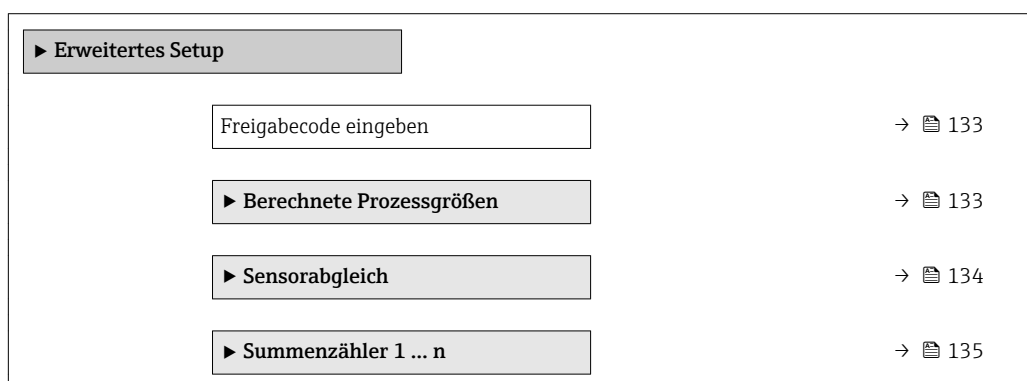 ▶ Erweitertes Setup
Freigabecode eingeben → 133
▶ Berechnete Prozessgrößen → 133
▶ Sensorabgleich → 134
▶ Summenzähler 1 … n → 135